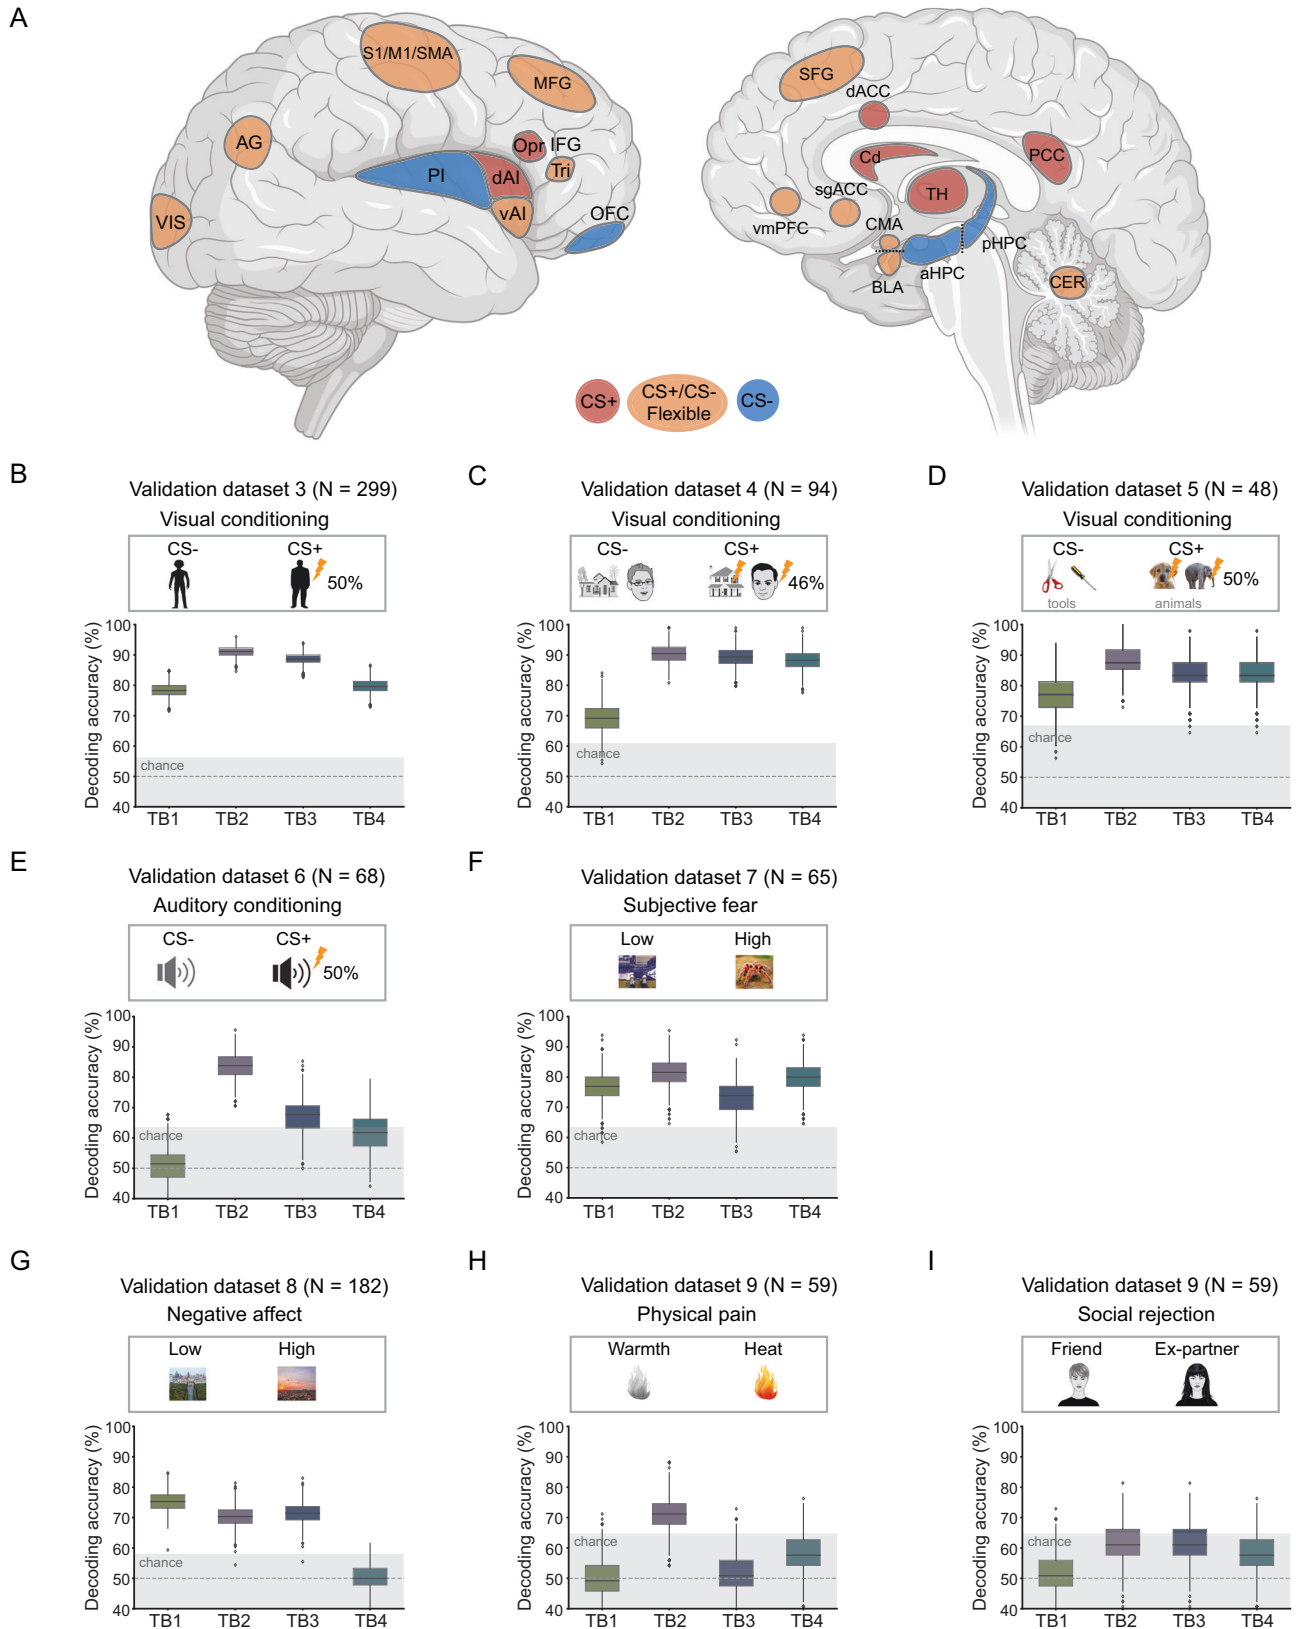 A
S1/M1/SMA
MFG
AG
Opr IFG
Tri
PI
dAI
vAI
VIS
OFC
SFG
dACC
Cd
PCC
sgACC
TH
vmPFC
CMA
pHPC
aHPC
BLA
CER
CS+
CS+/CS-
Flexible
CS-
B
Validation dataset 3 (N = 299)
Visual conditioning
CS-
CS+
50%
Decoding accuracy (%)
100
90
80
70
60
50
40
chance
TB1 TB2 TB3 TB4
C
Validation dataset 4 (N = 94)
Visual conditioning
CS-
CS+
46%
Decoding accuracy (%)
100
90
80
70
60
50
40
chance
TB1 TB2 TB3 TB4
D
Validation dataset 5 (N = 48)
Visual conditioning
CS-
CS+
50%
tools
animals
Decoding accuracy (%)
100
90
80
70
60
50
40
chance
TB1 TB2 TB3 TB4
E
Validation dataset 6 (N = 68)
Auditory conditioning
CS-
CS+
50%
Decoding accuracy (%)
100
90
80
70
60
50
40
chance
TB1 TB2 TB3 TB4
F
Validation dataset 7 (N = 65)
Subjective fear
Low
High
Decoding accuracy (%)
100
90
80
70
60
50
40
chance
TB1 TB2 TB3 TB4
G
Validation dataset 8 (N = 182)
Negative affect
Low
High
Decoding accuracy (%)
100
90
80
70
60
50
40
chance
TB1 TB2 TB3 TB4
H
Validation dataset 9 (N = 59)
Physical pain
Warmth
Heat
Decoding accuracy (%)
100
90
80
70
60
50
40
chance
TB1 TB2 TB3 TB4
I
Validation dataset 9 (N = 59)
Social rejection
Friend
Ex-partner
Decoding accuracy (%)
100
90
80
70
60
50
40
chance
TB1 TB2 TB3 TB4